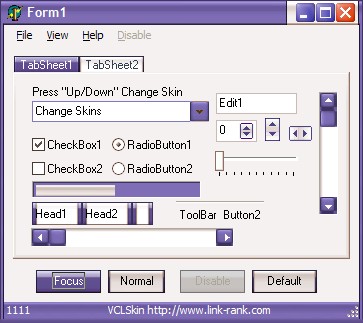 Form1
File View Help Disable
TabSheet1 TabSheet2
Press "Up/Down" Change Skin
Edit1
Change Skins
0
CheckBox1 RadioButton1
CheckBox2 RadioButton2
Head1 Head2
ToolBar Button2
Focus Normal Disable Default
1111 VCLSkin http://www.link-rank.com